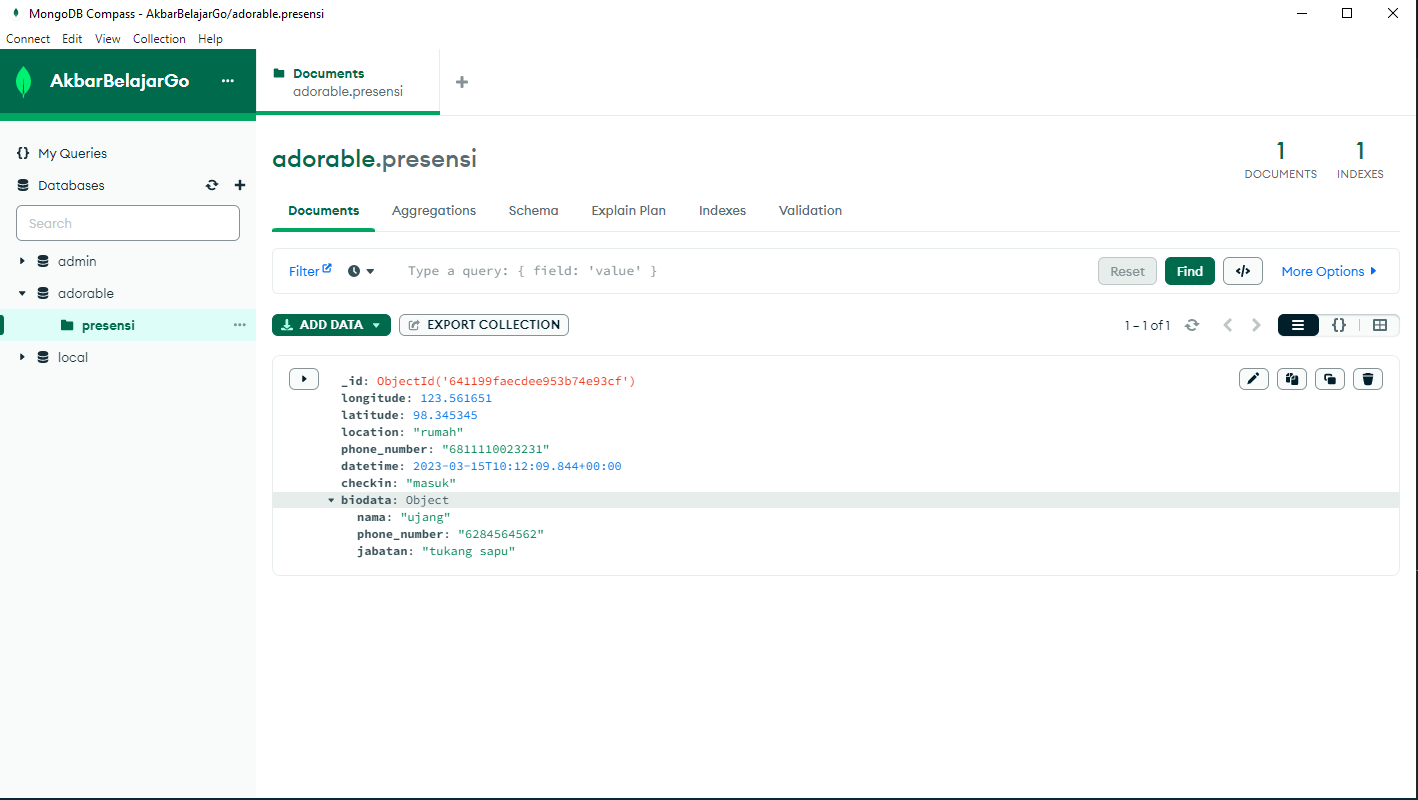 MongoDB Compass - AkbarBelajarGo/adorable.presensi
Connect Edit View Collection Help
AkbarBelajarGo ...
Documents
adorable.presensi
+
{} My Queries
Databases
Search
admin
adorable
presensi ...
local
adorable.presensi
1
DOCUMENTS
1
INDEXES
Documents Aggregations Schema Explain Plan Indexes Validation
Filter Type a query: { field: 'value' } Reset Find </> More Options
ADD DATA EXPORT COLLECTION 1 – 1 of 1 {}
_id: ObjectId('641199faecdee953b74e93cf')
longitude: 123.561651
latitude: 98.345345
location: "rumah"
phone_number: "6811110023231"
datetime: 2023-03-15T10:12:09.844+00:00
checkin: "masuk"
biodata: Object
nama: "ujang"
phone_number: "6284564562"
jabatan: "tukang sapu"